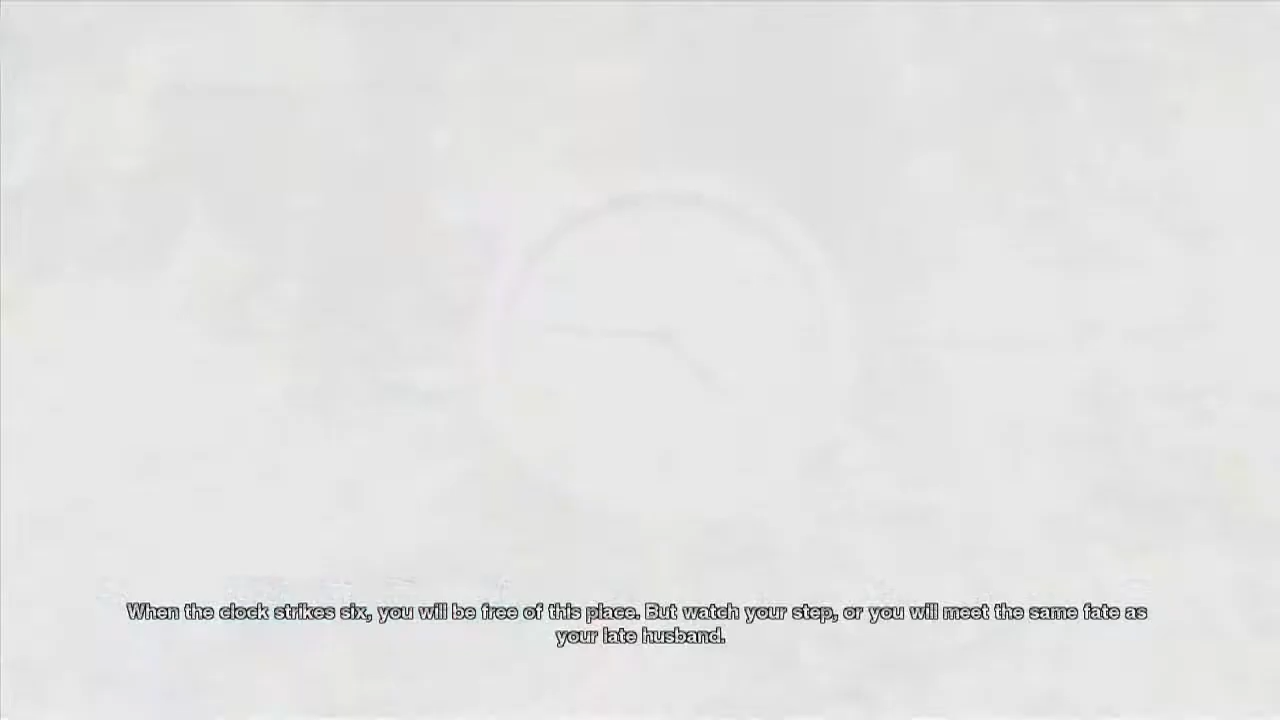 When the clock strikes six, you will be free of this place. But watch your step, or you will meet the same fate as
your late husband.